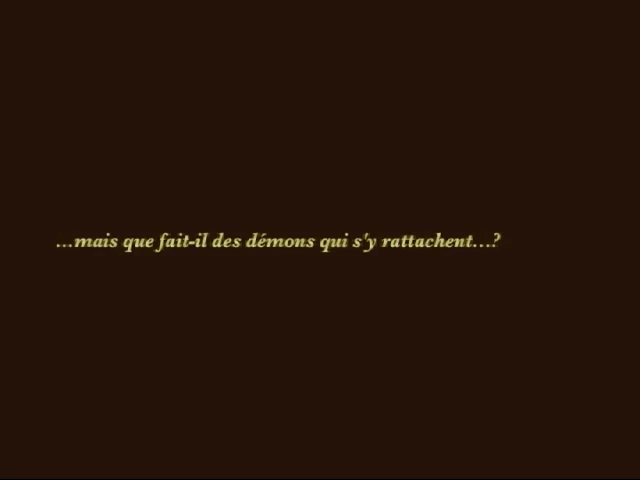 ...mais que fait-il des démons qui s'y rattachent...?